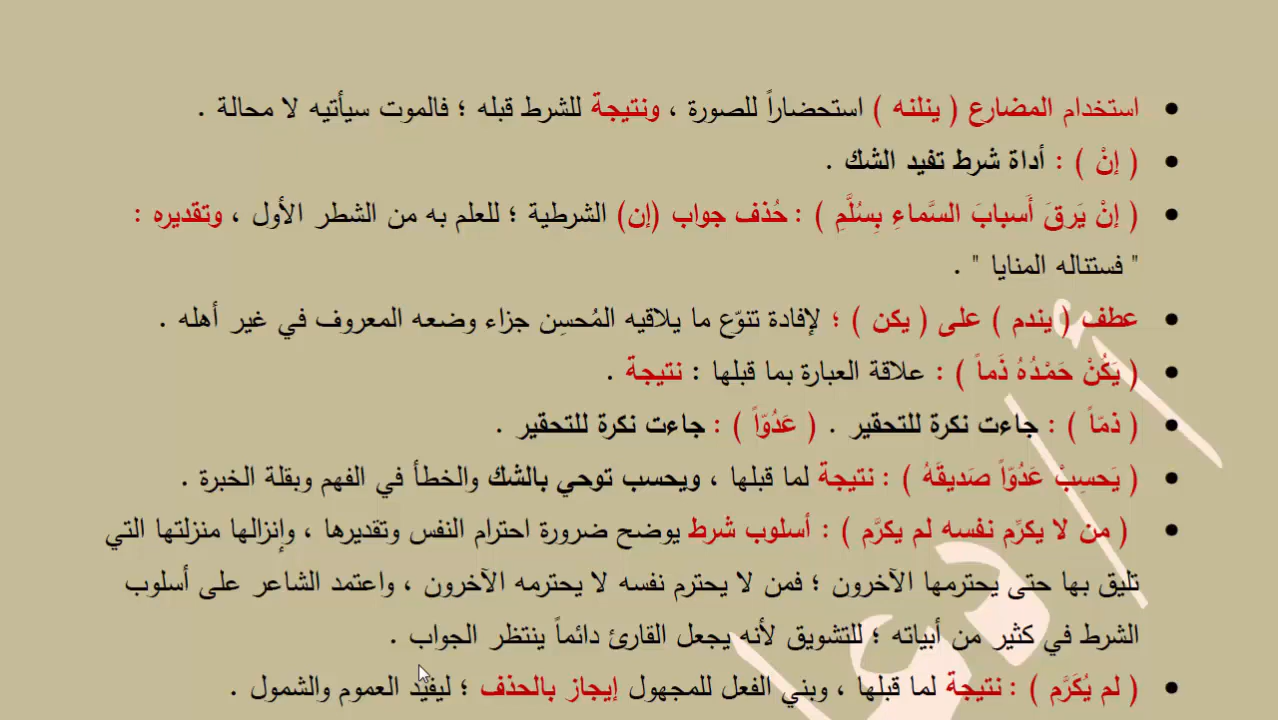 • استخدام المضارع ( ينلنه ) استحضاراً للصورة ، ونتيجة للشرط قبله ؛ فالموت سيأتيه لا محالة .
• ( إنْ ) : أداة شرط تفيد الشك .
• ( إنْ يَرقَ أَسبابَ السَّماءِ بِسُلَّمِ ) : حُذف جواب (إن) الشرطية ؛ للعلم به من الشطر الأول ، وتقديره :
" فستناله المنايا " .
• عطف ( يندم ) على ( يكن ) ؛ لإفادة تنوّع ما يلاقيه المُحسِن جزاء وضعه المعروف في غير أهله .
• ( يَكُنْ حَمْدُهُ ذَماً ) : علاقة العبارة بما قبلها : نتيجة .
• ( ذمّاً ) : جاءت نكرة للتحقير . ( عَدُوّاً ) : جاءت نكرة للتحقير .
• ( يَحسِبْ عَدُوّاً صَديقَهُ ) : نتيجة لما قبلها ، ويحسب توحي بالشك والخطأ في الفهم وبقلة الخبرة .
• ( من لا يكرِّم نفسه لم يكرَّم ) : أسلوب شرط يوضح ضرورة احترام النفس وتقديرها ، وإنزالها منزلتها التي
تليق بها حتى يحترمها الآخرون ؛ فمن لا يحترم نفسه لا يحترمه الآخرون ، واعتمد الشاعر على أسلوب
الشرط في كثير من أبياته ؛ للتشويق لأنه يجعل القارئ دائماً ينتظر الجواب .
• ( لم يُكَرَّم ) : نتيجة لما قبلها ، وبني الفعل للمجهول إيجاز بالحذف ؛ ليفيد العموم والشمول .